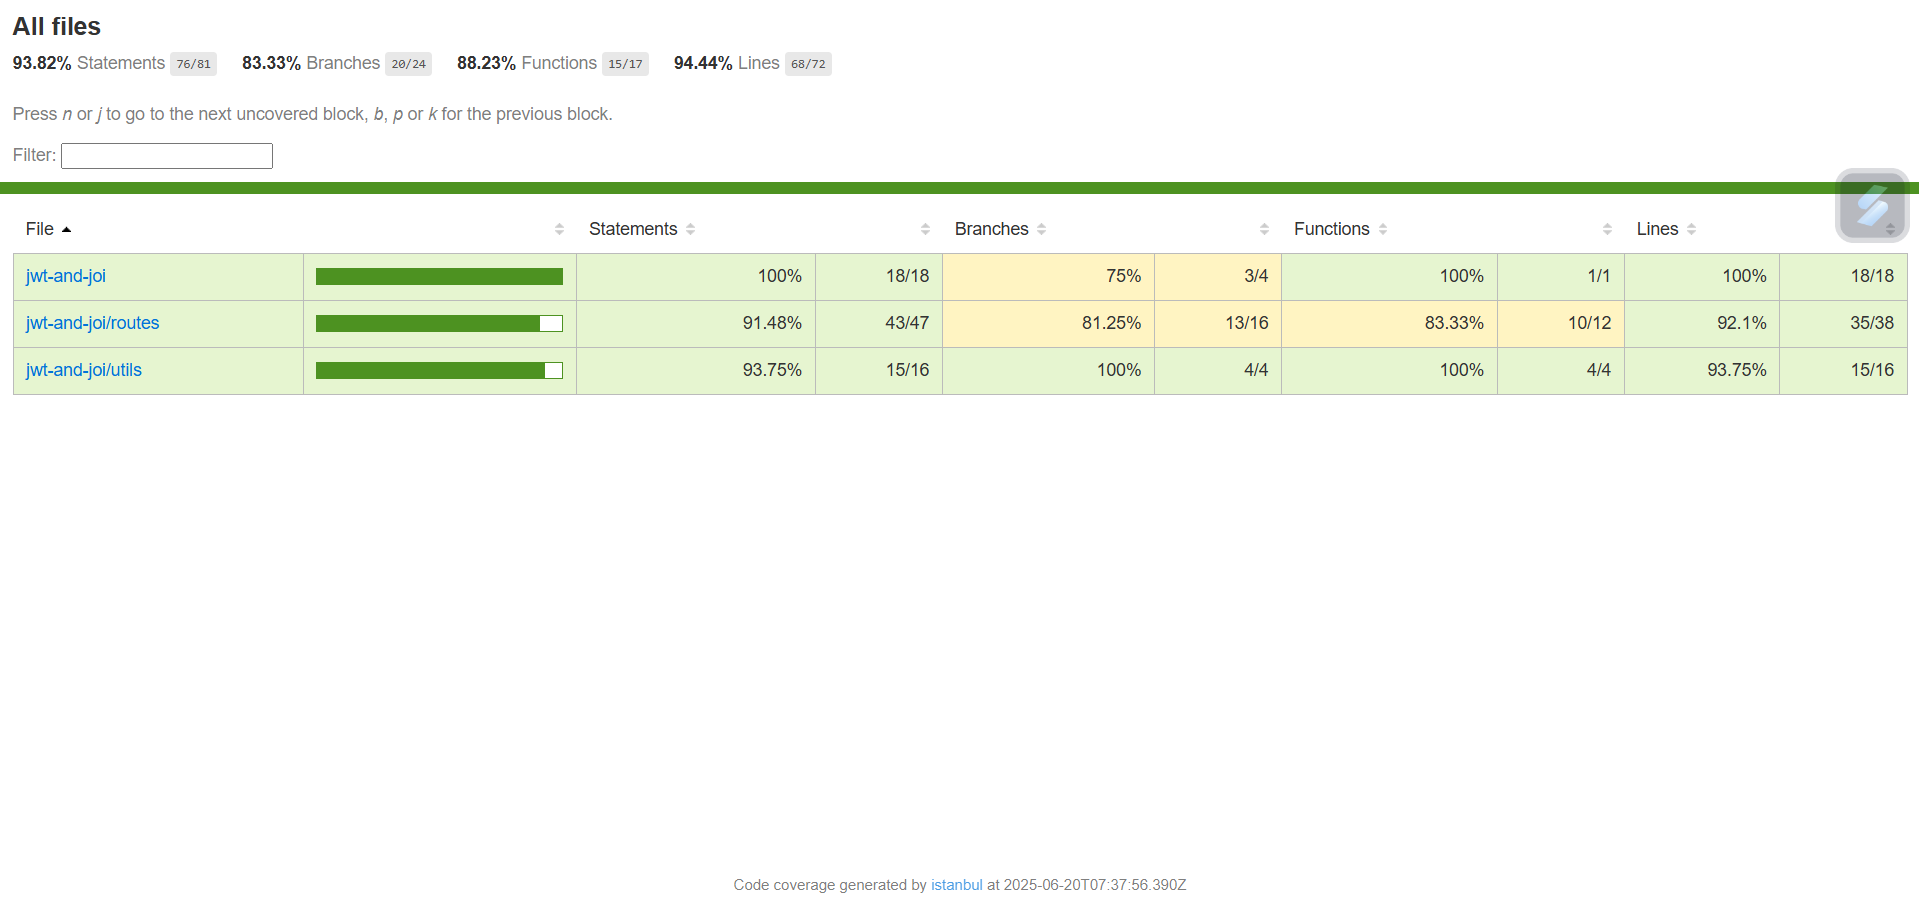 All files
93.82% Statements 76/81 83.33% Branches 20/24 88.23% Functions 15/17 94.44% Lines 68/72
Press n or j to go to the next uncovered block, b, p or k for the previous block.
Filter:
File Statements Branches Functions Lines
jwt-and-joi 100% 18/18 75% 3/4 100% 1/1 100% 18/18
jwt-and-joi/routes 91.48% 43/47 81.25% 13/16 83.33% 10/12 92.1% 35/38
jwt-and-joi/utils 93.75% 15/16 100% 4/4 100% 4/4 93.75% 15/16
Code coverage generated by istanbul at 2025-06-20T07:37:56.390Z